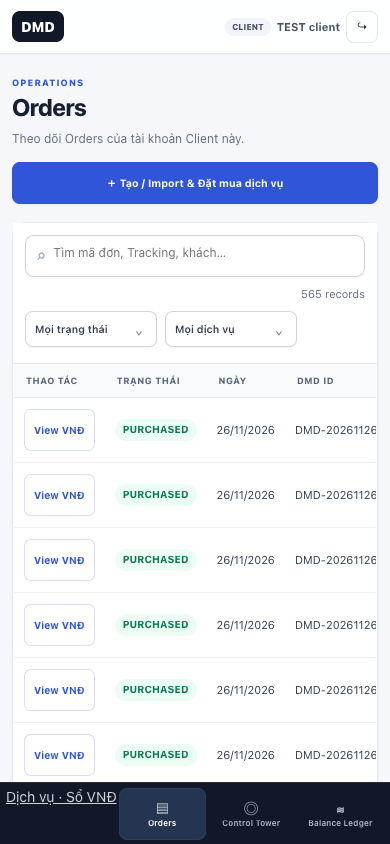 DMD
CLIENT TEST client
OPERATIONS
Orders
Theo dõi Orders của tài khoản Client này.
+ Tạo / Import & Đặt mua dịch vụ
Tìm mã đơn, Tracking, khách...
565 records
Mọi trạng thái Mọi dịch vụ
THAO TÁC TRẠNG THÁI NGÀY DMD ID
View VNĐ PURCHASED 26/11/2026 DMD-20261126
View VNĐ PURCHASED 26/11/2026 DMD-20261126
View VNĐ PURCHASED 26/11/2026 DMD-20261126
View VNĐ PURCHASED 26/11/2026 DMD-20261126
View VNĐ PURCHASED 26/11/2026 DMD-20261126
View VNĐ PURCHASED 26/11/2026 DMD-20261126
Dịch vụ · Sổ VNĐ
Orders Control Tower Balance Ledger